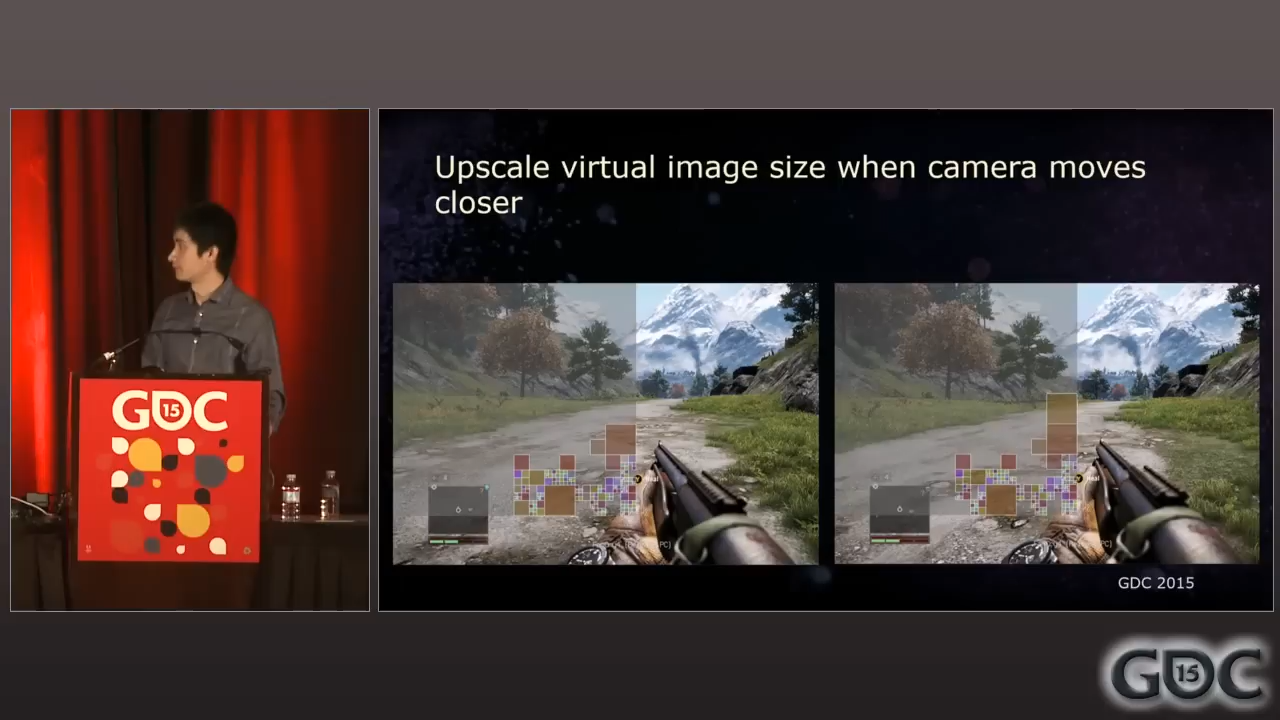 Upscale virtual image size when camera moves
closer
GDC 2015
GDC 15
GDC 15